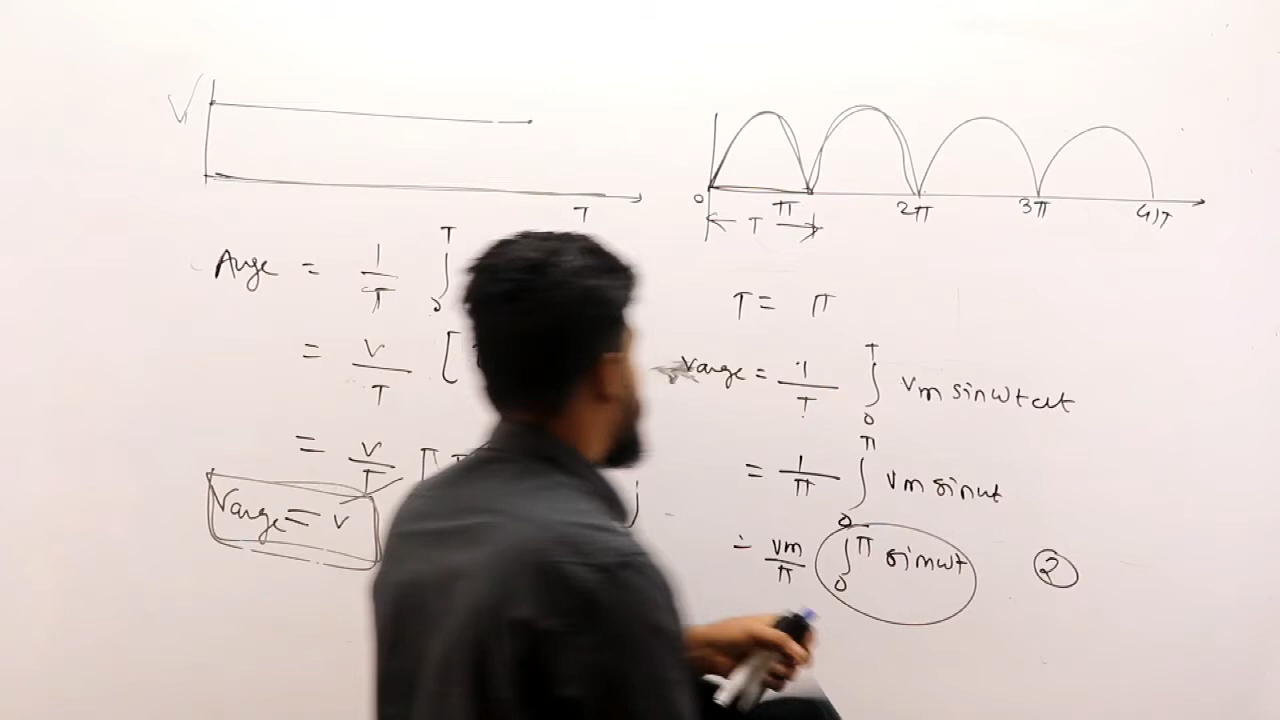 V
T
Avge = 1/T ∫₀ᵀ
= V/T [
= V/T [
Vavge = V
0 π 2π 3π 4π
T
T = π
Vavge = 1/T ∫₀ᵀ Vm sinωt dt
= 1/π ∫₀^π Vm sinωt
= Vm/π ∫₀^π sinωt 2